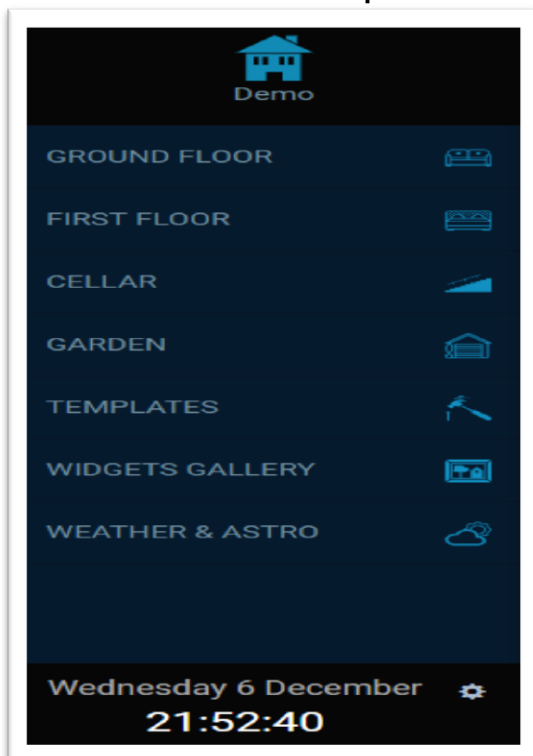 Demo
GROUND FLOOR
FIRST FLOOR
CELLAR
GARDEN
TEMPLATES
WIDGETS GALLERY
WEATHER & ASTRO
Wednesday 6 December
21:52:40